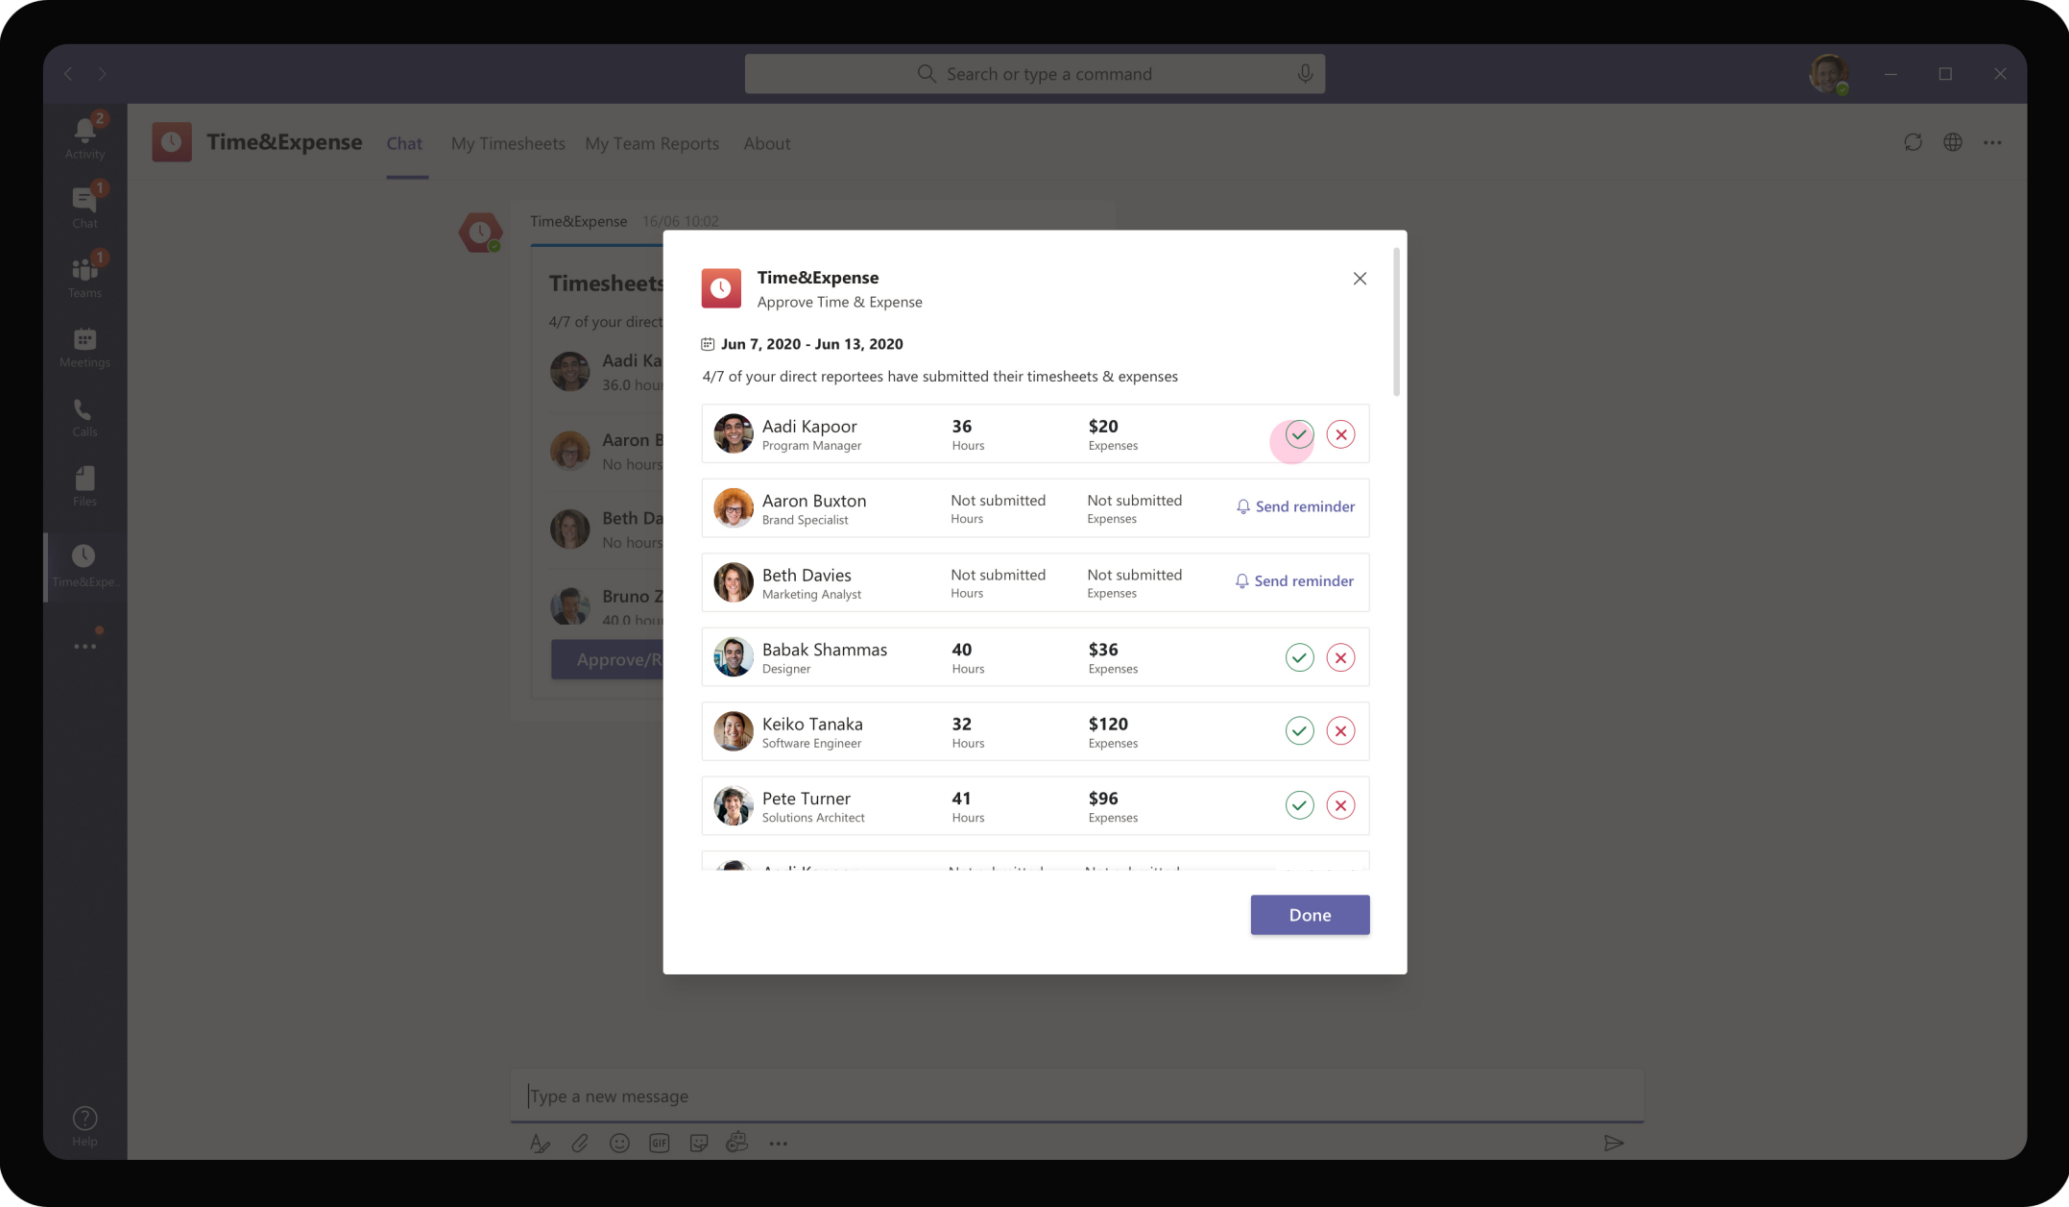 Search or type a command
2
Activity
1
Chat
1
Teams
Meetings
Calls
Files
Time&Expe..
Help
Time&Expense
Chat
My Timesheets
My Team Reports
About
Time&Expense 16/06 10:02
Timesheets
4/7 of your direct
Aadi Ka
36.0 hou
Aaron B
No hours
Beth Da
No hours
Bruno Z
40.0 hou
Approve/R
Time&Expense
Approve Time & Expense
Jun 7, 2020 - Jun 13, 2020
4/7 of your direct reportees have submitted their timesheets & expenses
Aadi Kapoor 36 $20
Program Manager Hours Expenses
Aaron Buxton Not submitted Not submitted Send reminder
Brand Specialist Hours Expenses
Beth Davies Not submitted Not submitted Send reminder
Marketing Analyst Hours Expenses
Babak Shammas 40 $36
Designer Hours Expenses
Keiko Tanaka 32 $120
Software Engineer Hours Expenses
Pete Turner 41 $96
Solutions Architect Hours Expenses
Done
Type a new message
GIF